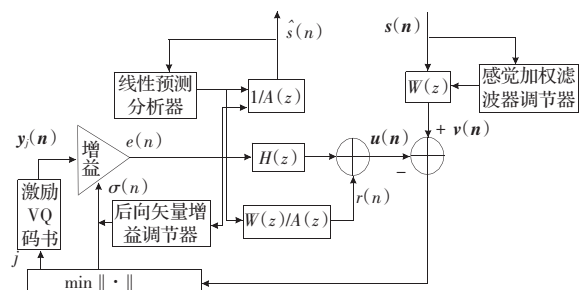 ŝ(n)
s(n)
线性预测
分析器
1/A(z)
W(z)
感觉加权滤
波器调节器
y_j(n)
增益
e(n)
H(z)
u(n)
+ v(n)
−
σ(n)
r(n)
激励
VQ
码书
后向矢量增
益调节器
W(z)/A(z)
j
min‖·‖